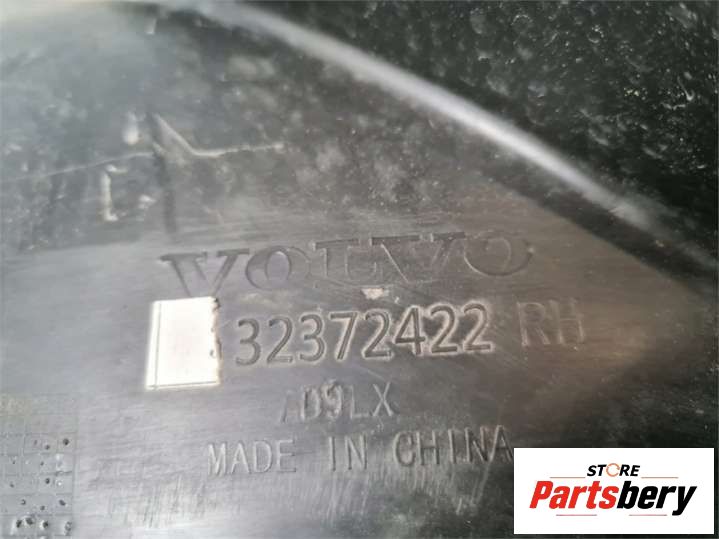 VOLVO
32372422 RH
D9LX
MADE IN CHINA
STORE
Partsbery